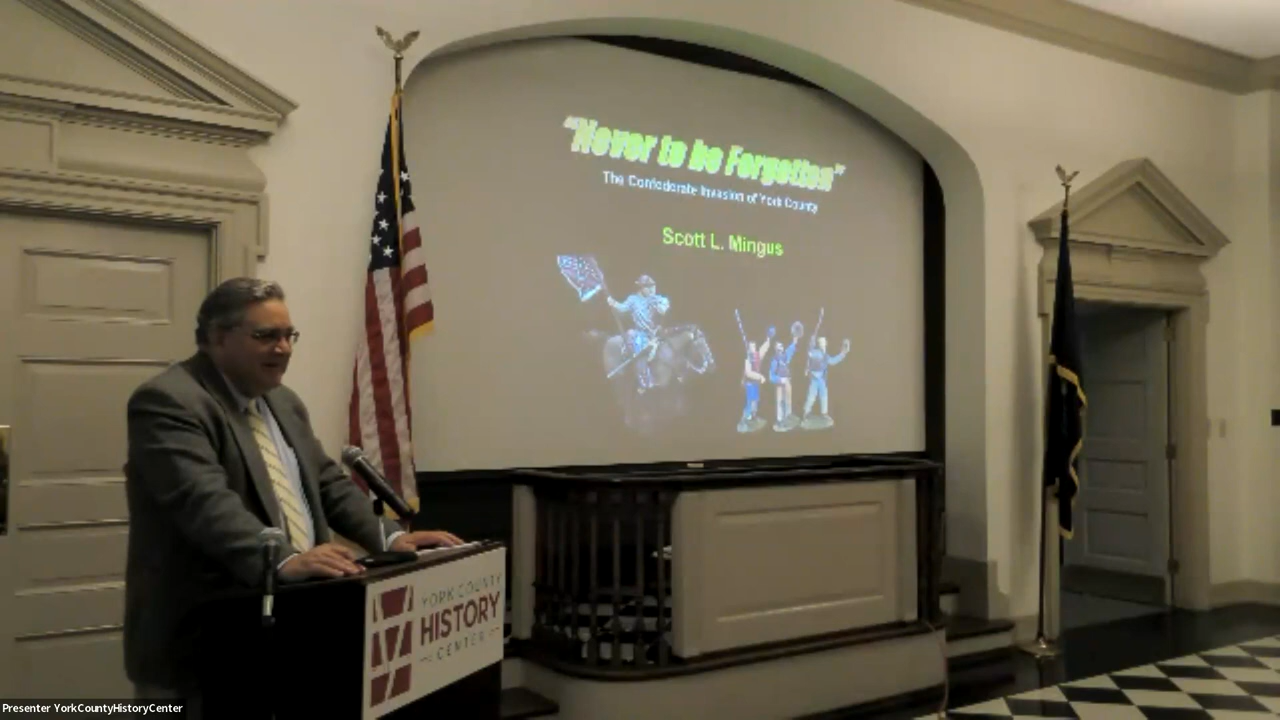 "Never to be Forgotten"
The Confederate Invasion of York County
Scott L. Mingus
YORK COUNTY
HISTORY
CENTER
Presenter YorkCountyHistoryCenter